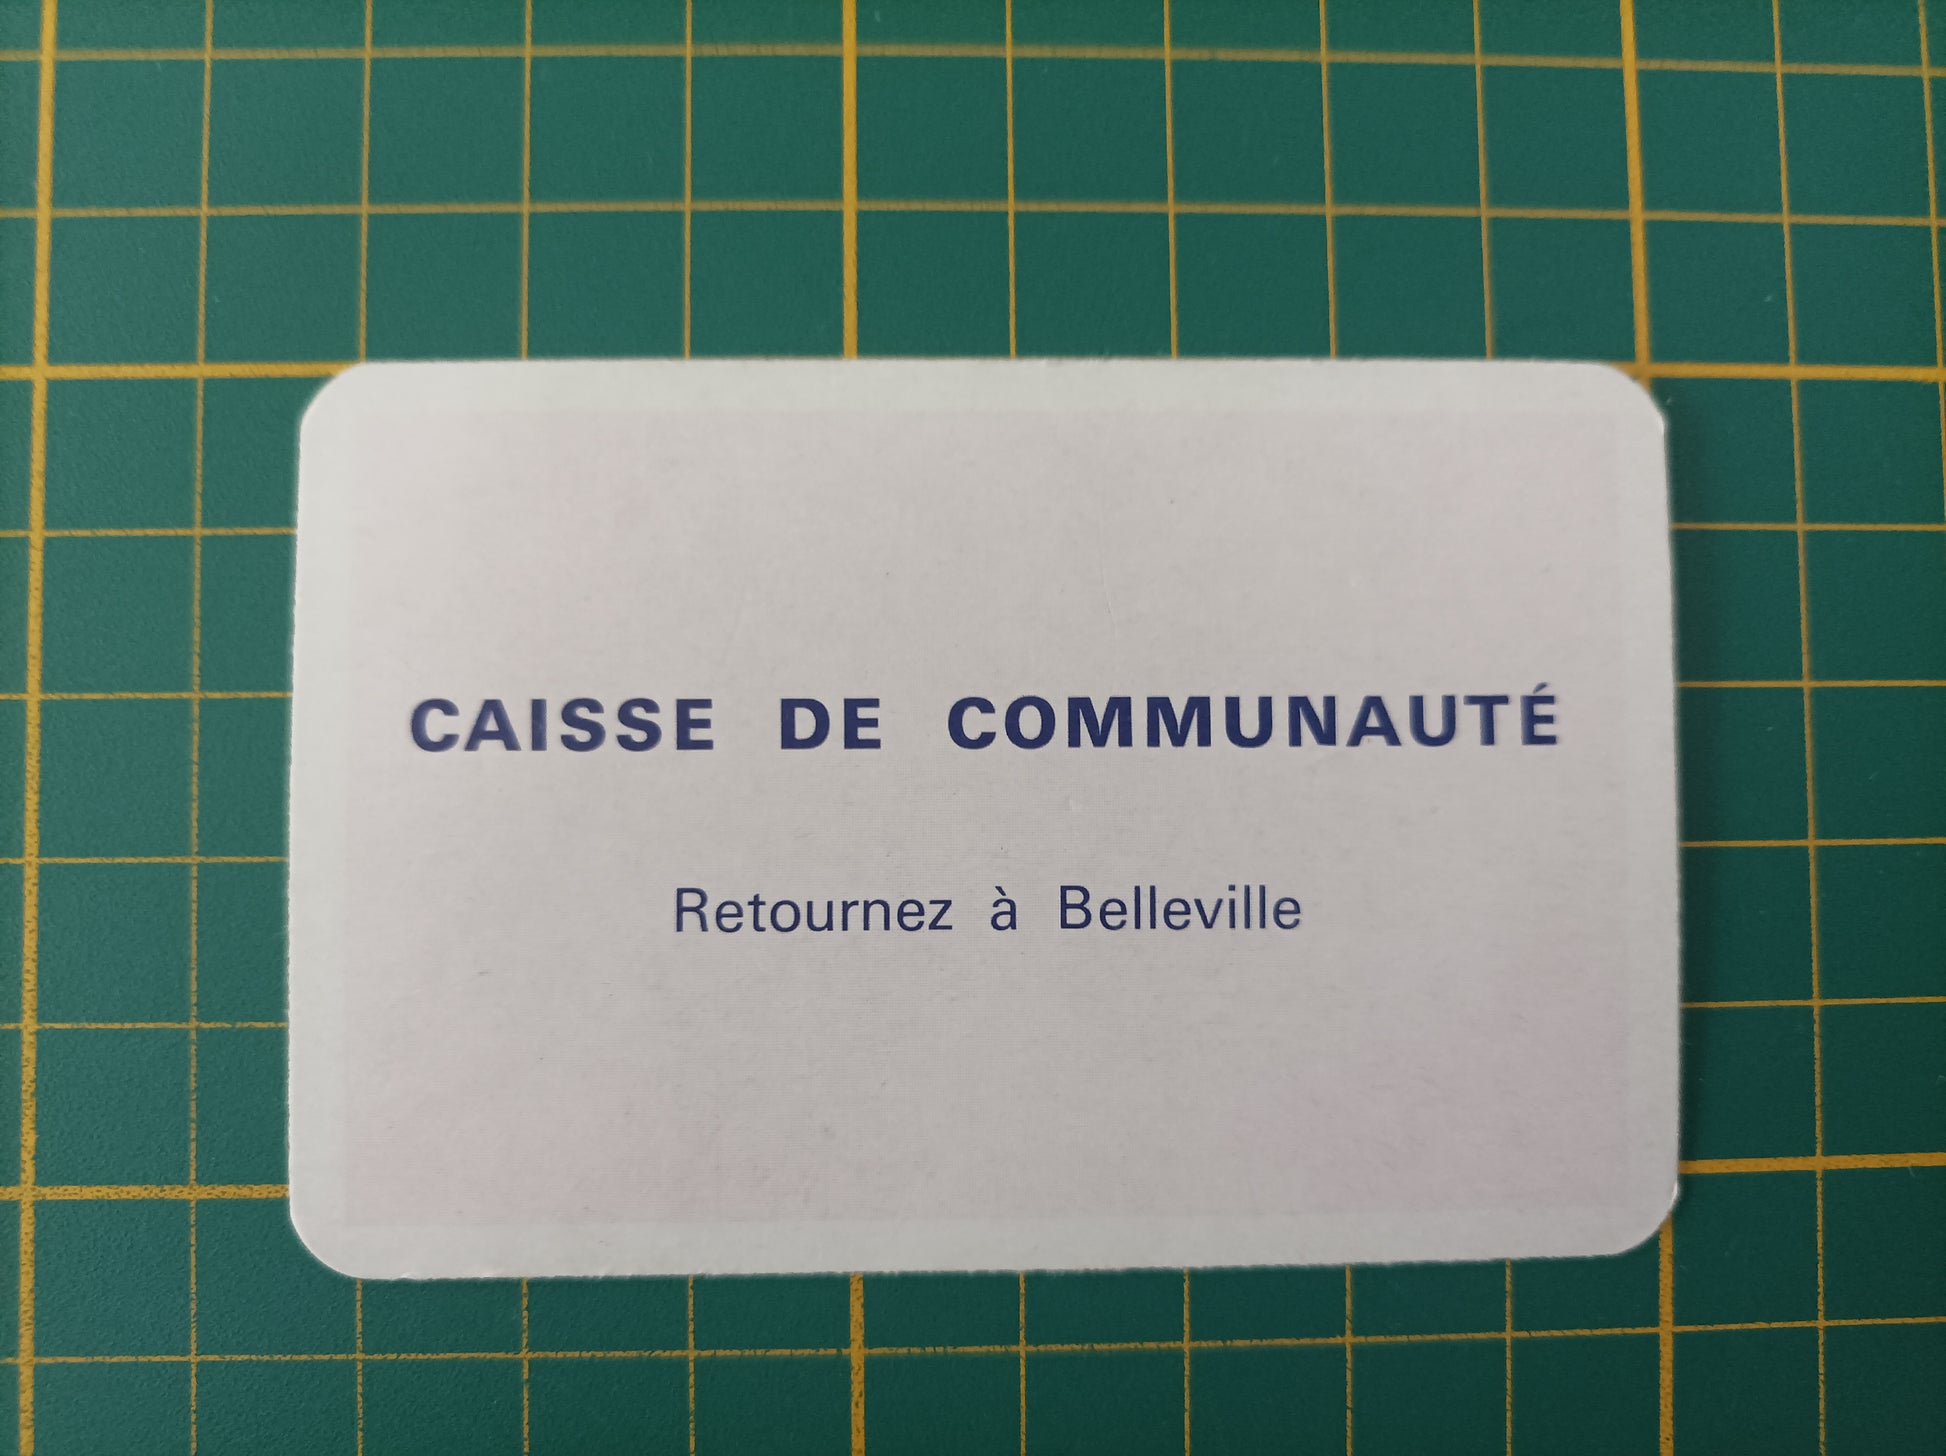 CAISSE DE COMMUNAUTÉ
Retournez à Belleville